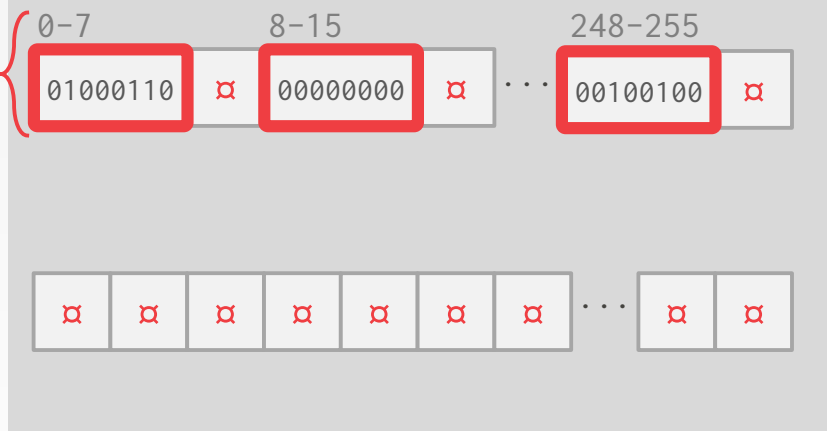 0-7 8-15 248-255
01000110 ¤ 00000000 ¤ ··· 00100100 ¤
¤ ¤ ¤ ¤ ¤ ¤ ¤ ··· ¤ ¤